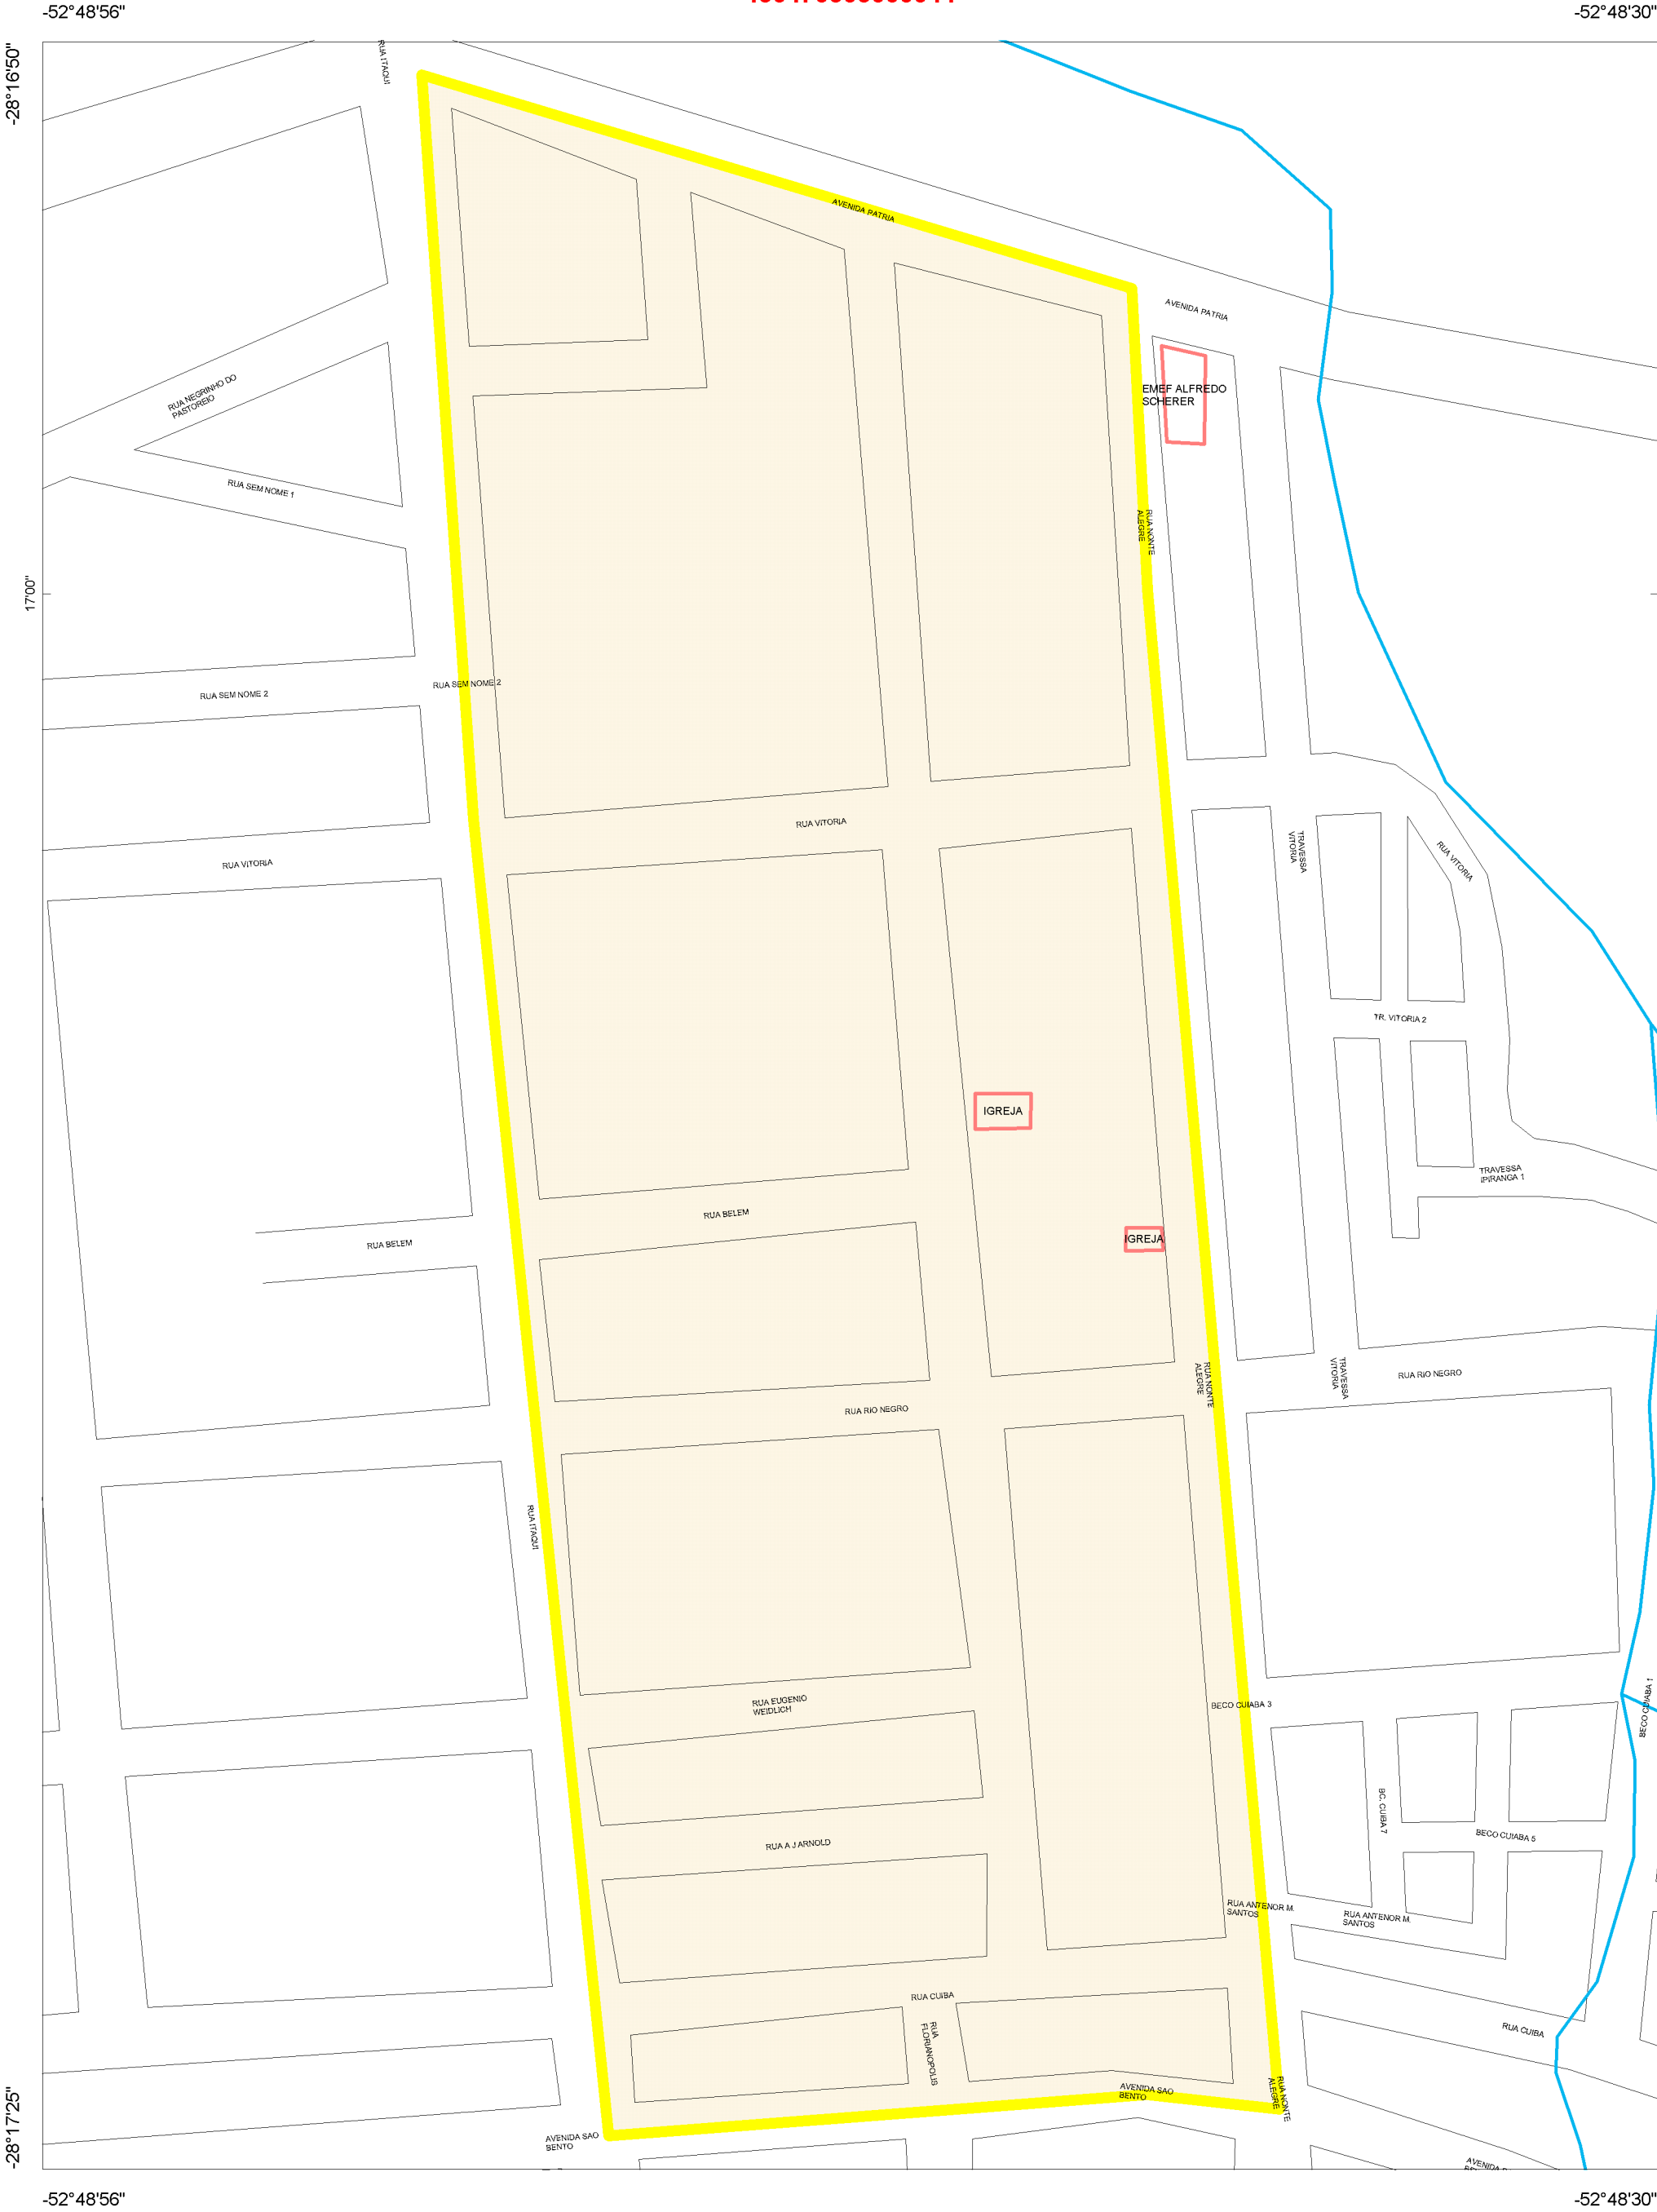 -52°48'56"
-52°48'30"
-28°16'50"
RUA ITAQUI
AVENIDA PATRIA
AVENIDA PATRIA
EMEF ALFREDO
SCHERER
RUA NEGRINHO DO
PASTOREIO
RUA SEM NOME 1
RUA NONTE
ALEGRE
17'00"
RUA SEM NOME 2
RUA SEM NOME 2
RUA VITORIA
RUA VITORIA
TRAVESSA
VITORIA
RUA VITORIA
TR. VITORIA 2
IGREJA
TRAVESSA
IPIRANGA 1
RUA BELEM
RUA BELEM
IGREJA
RUA NONTE
ALEGRE
TRAVESSA
VITORIA
RUA RIO NEGRO
RUA RIO NEGRO
RUA ITAQUI
RUA EUGENIO
WEIDLICH
BECO CUIABA 3
BECO CUIABA 1
BC. CUIBA 7
BECO CUIABA 5
RUA A J ARNOLD
RUA ANTENOR M.
SANTOS
RUA ANTENOR M.
SANTOS
RUA CUIBA
RUA
FLORIANOPOLIS
RUA CUIBA
AVENIDA SAO
BENTO
RUA NONTE
ALEGRE
AVENIDA SAO
BENTO
-28°17'25"
AVENIDA
-52°48'56"
-52°48'30"